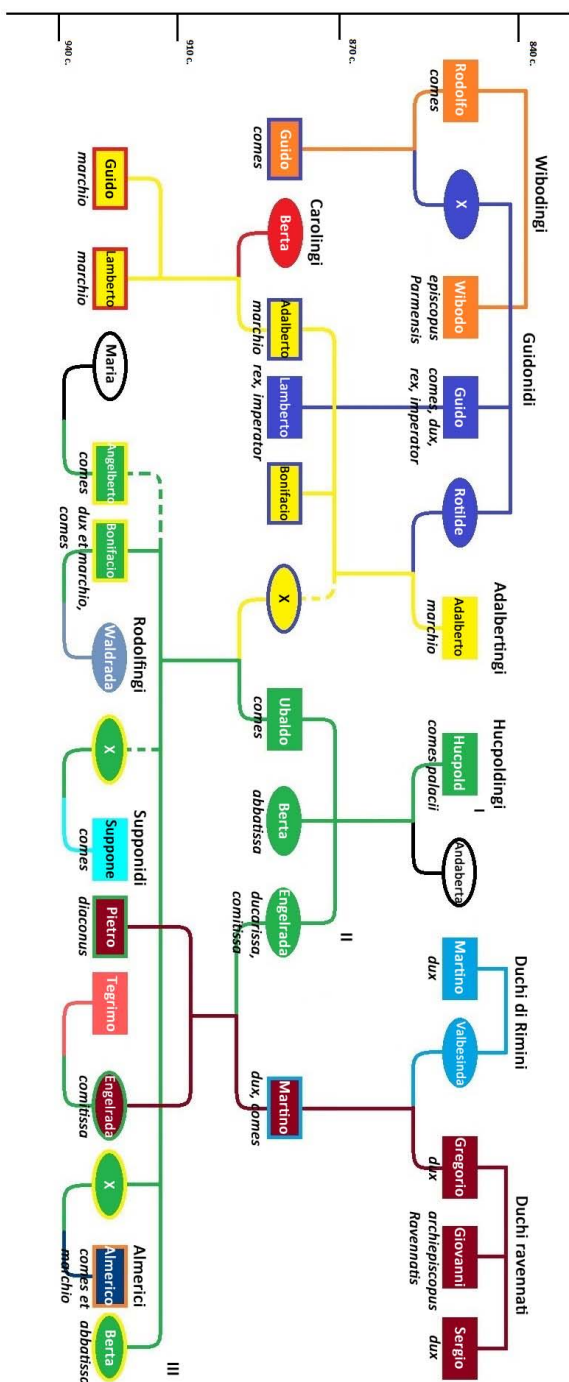 840 c.
870 c.
910 c.
940 c.
Wibodingi
Guidonidi
Adalbertingi
Hucpoldingi
I
Duchi di Rimini
Duchi ravennati
Rodolfo
comes
X
Wibodo
episcopus
Parmensis
Guido
comes, dux,
rex, imperator
Rotilde
Adalberto
marchio
Hucpold
comes palacii
Andaberta
Martino
dux
Valbesinda
Gregorio
dux
Giovanni
archiepiscopus
Ravennatis
Sergio
dux
Carolingi
II
Guido
comes
Berta
Adalberto
marchio
Lamberto
rex, imperator
Bonifacio
X
Ubaldo
comes
Berta
abbatissa
Engelrada
ducarissa,
comitissa
Martino
dux, comes
Rodolfingi
Supponidi
Almerici
III
Guido
marchio
Lamberto
marchio
Maria
Angelberto
comes
Bonifacio
dux et marchio,
comes
Waldrada
X
Suppone
comes
Pietro
diaconus
Tegrimo
Engelrada
comitissa
X
Almerico
comes et
marchio
Berta
abbatissa